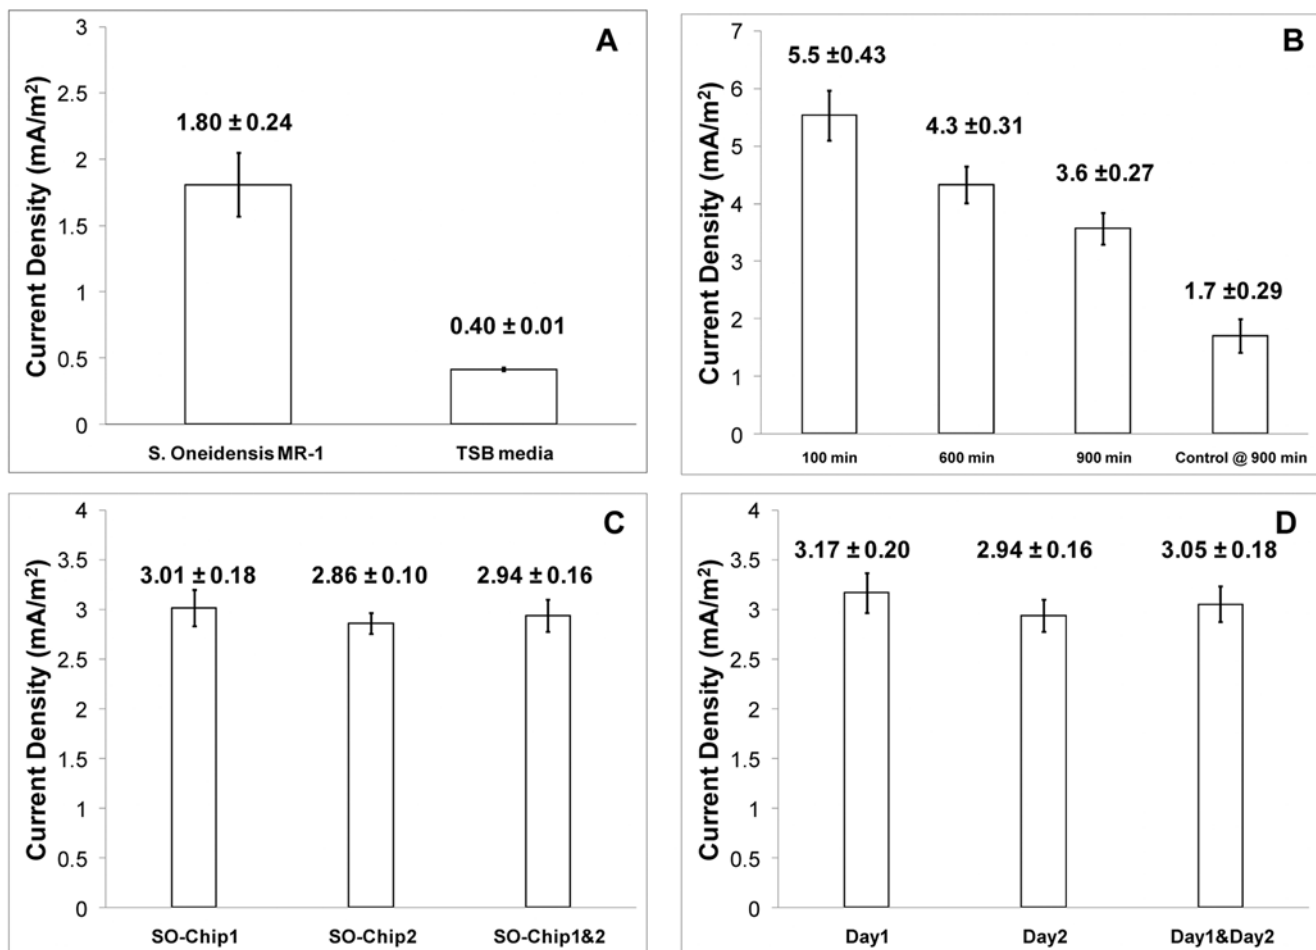 A
Current Density (mA/m²)
3
2.5
2
1.5
1
0.5
0
1.80 ± 0.24
0.40 ± 0.01
S. Oneidensis MR-1
TSB media
B
Current Density (mA/m²)
7
6
5
4
3
2
1
0
5.5 ±0.43
4.3 ±0.31
3.6 ±0.27
1.7 ±0.29
100 min
600 min
900 min
Control @ 900 min
C
Current Density (mA/m²)
4
3.5
3
2.5
2
1.5
1
0.5
0
3.01 ± 0.18
2.86 ± 0.10
2.94 ± 0.16
SO-Chip1
SO-Chip2
SO-Chip1&2
D
Current Density (mA/m²)
4
3.5
3
2.5
2
1.5
1
0.5
0
3.17 ± 0.20
2.94 ± 0.16
3.05 ± 0.18
Day1
Day2
Day1&Day2